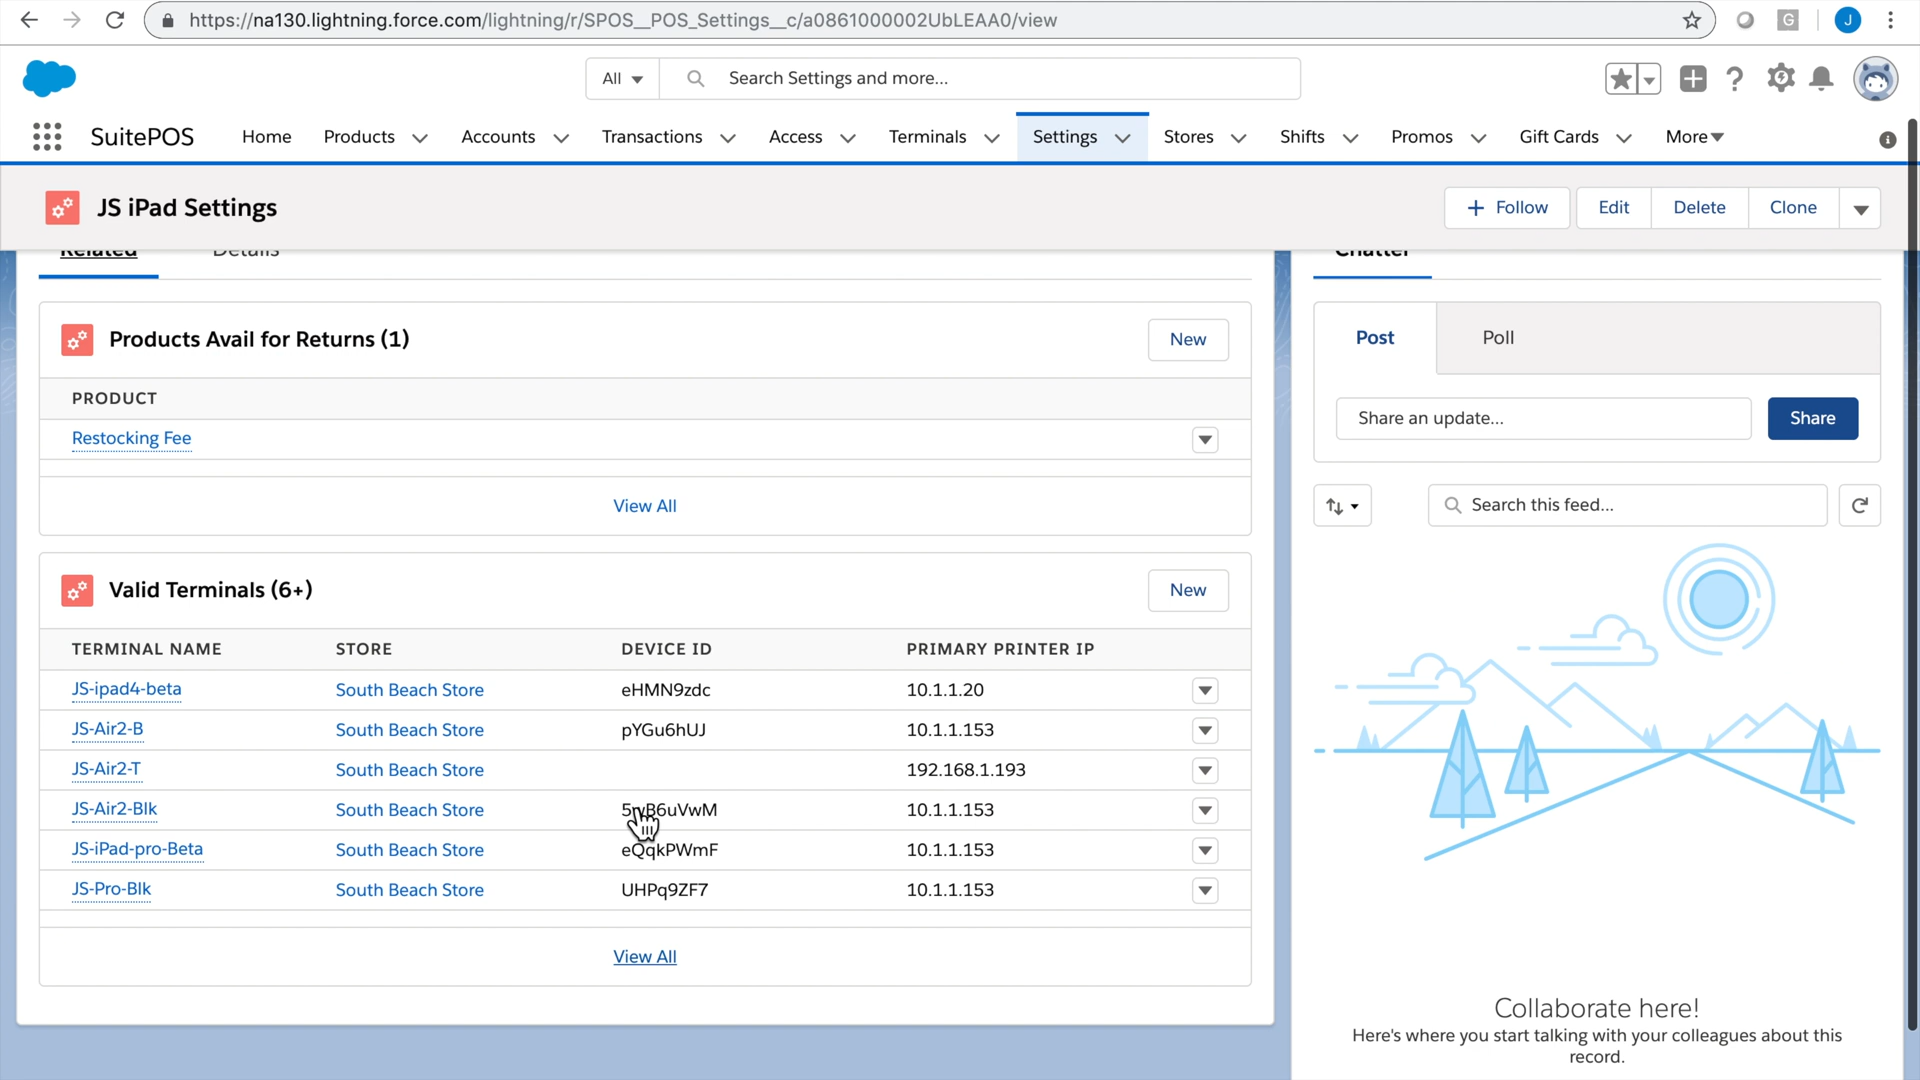 https://na130.lightning.force.com/lightning/r/SPOS__POS_Settings__c/a0861000002UbLEAA0/view
G
J
All
Search Settings and more...
SuitePOS
Home
Products
Accounts
Transactions
Access
Terminals
Settings
Stores
Shifts
Promos
Gift Cards
More
JS iPad Settings
+ Follow
Edit
Delete
Clone
Related
Details
Chatter
Products Avail for Returns (1)
New
PRODUCT
Restocking Fee
View All
Valid Terminals (6+)
New
TERMINAL NAME STORE DEVICE ID PRIMARY PRINTER IP
JS-ipad4-beta South Beach Store eHMN9zdc 10.1.1.20
JS-Air2-B South Beach Store pYGu6hUJ 10.1.1.153
JS-Air2-T South Beach Store 192.168.1.193
JS-Air2-Blk South Beach Store 10.1.1.153
JS-iPad-pro-Beta South Beach Store eQqkPWmF 10.1.1.153
JS-Pro-Blk South Beach Store UHPq9ZF7 10.1.1.153
View All
Post
Poll
Share an update...
Share
Search this feed...
Collaborate here!
Here's where you start talking with your colleagues about this
record.